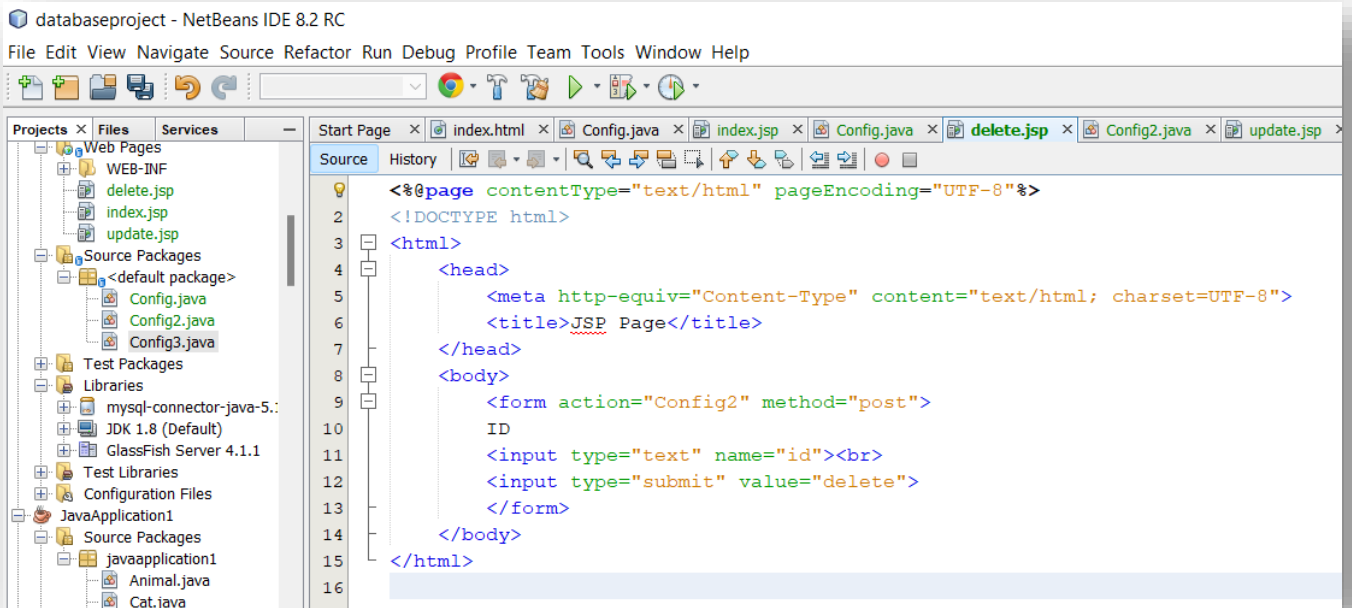 databaseproject - NetBeans IDE 8.2 RC
File Edit View Navigate Source Refactor Run Debug Profile Team Tools Window Help
Projects Files Services
Start Page index.html Config.java index.jsp Config.java delete.jsp Config2.java update.jsp
Source History
Web Pages
WEB-INF
delete.jsp
index.jsp
update.jsp
Source Packages
<default package>
Config.java
Config2.java
Config3.java
Test Packages
Libraries
mysql-connector-java-5.
JDK 1.8 (Default)
GlassFish Server 4.1.1
Test Libraries
Configuration Files
JavaApplication1
Source Packages
javaapplication1
Animal.java
Cat.java
<%@page contentType="text/html" pageEncoding="UTF-8"%>
2 <!DOCTYPE html>
3 <html>
4 <head>
5 <meta http-equiv="Content-Type" content="text/html; charset=UTF-8">
6 <title>JSP Page</title>
7 </head>
8 <body>
9 <form action="Config2" method="post">
10 ID
11 <input type="text" name="id"><br>
12 <input type="submit" value="delete">
13 </form>
14 </body>
15 </html>
16